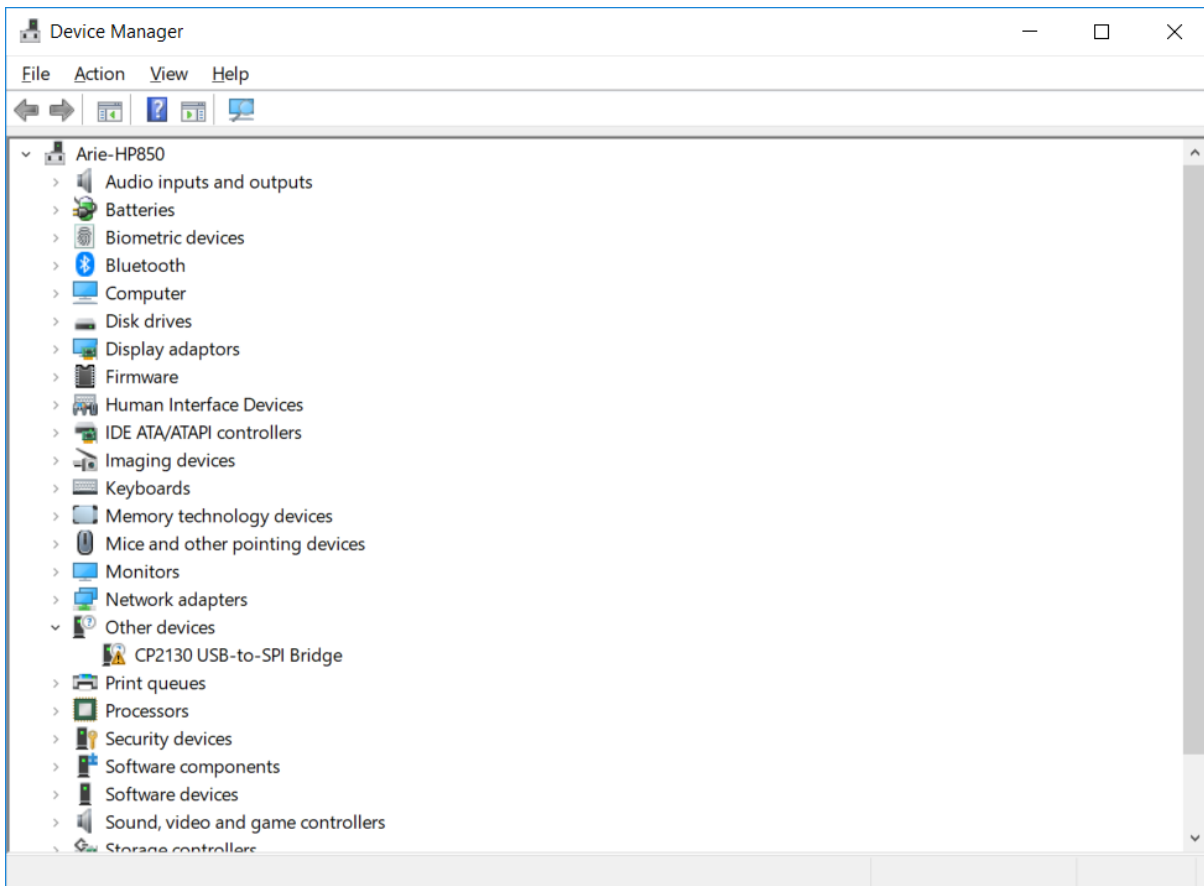 Device Manager
File Action View Help
Arie-HP850
Audio inputs and outputs
Batteries
Biometric devices
Bluetooth
Computer
Disk drives
Display adaptors
Firmware
Human Interface Devices
IDE ATA/ATAPI controllers
Imaging devices
Keyboards
Memory technology devices
Mice and other pointing devices
Monitors
Network adapters
Other devices
CP2130 USB-to-SPI Bridge
Print queues
Processors
Security devices
Software components
Software devices
Sound, video and game controllers
Storage controllers